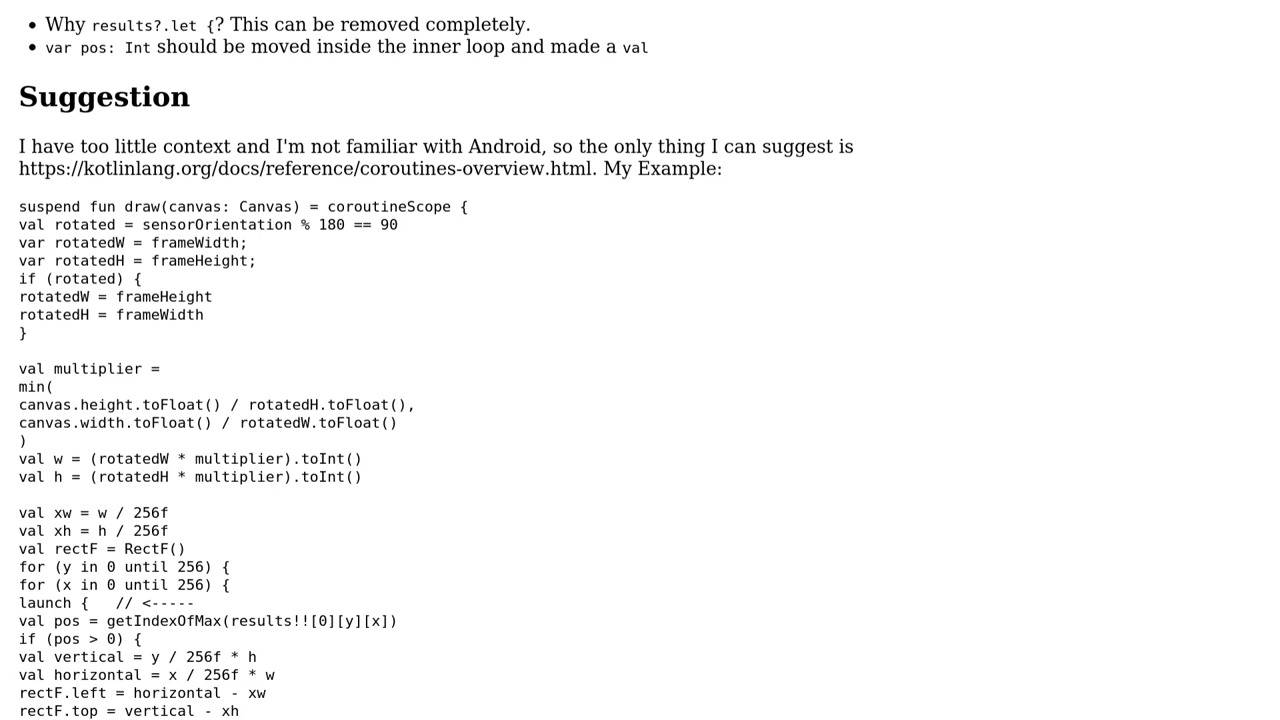 • Why results?.let {? This can be removed completely.
• var pos: Int should be moved inside the inner loop and made a val
Suggestion
I have too little context and I'm not familiar with Android, so the only thing I can suggest is
https://kotlinlang.org/docs/reference/coroutines-overview.html. My Example:
suspend fun draw(canvas: Canvas) = coroutineScope {
val rotated = sensorOrientation % 180 == 90
var rotatedW = frameWidth;
var rotatedH = frameHeight;
if (rotated) {
rotatedW = frameHeight
rotatedH = frameWidth
}
val multiplier =
min(
canvas.height.toFloat() / rotatedH.toFloat(),
canvas.width.toFloat() / rotatedW.toFloat()
)
val w = (rotatedW * multiplier).toInt()
val h = (rotatedH * multiplier).toInt()
val xw = w / 256f
val xh = h / 256f
val rectF = RectF()
for (y in 0 until 256) {
for (x in 0 until 256) {
launch {   // <-----
val pos = getIndexOfMax(results!![0][y][x])
if (pos > 0) {
val vertical = y / 256f * h
val horizontal = x / 256f * w
rectF.left = horizontal - xw
rectF.top = vertical - xh